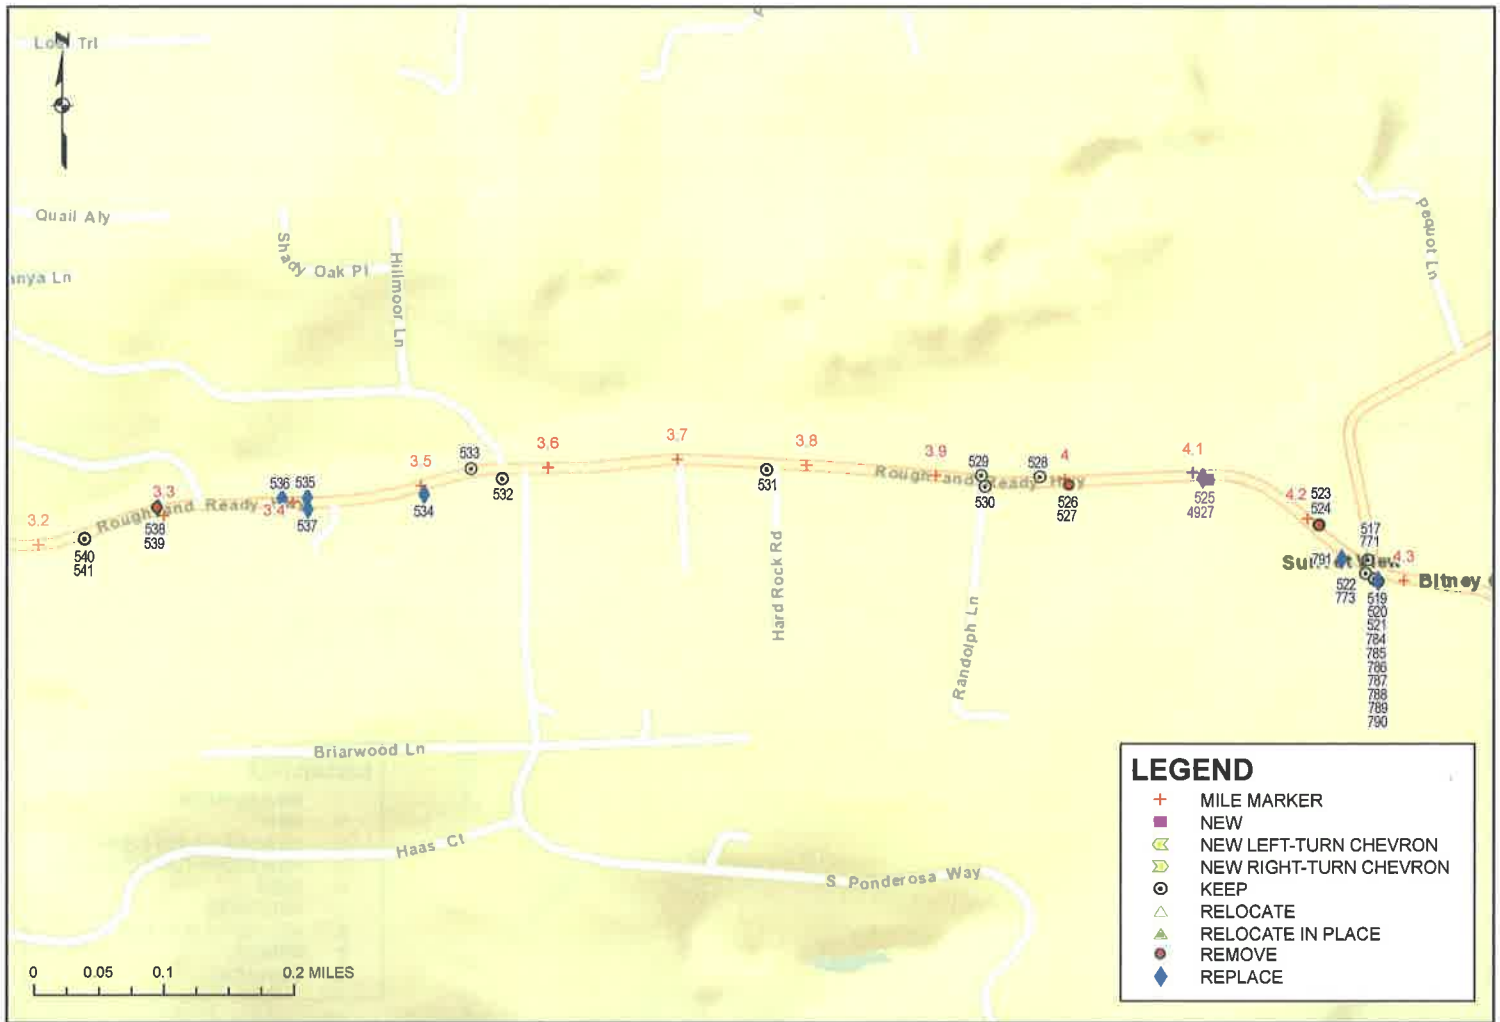 N
Quail Aly
Shady Oak Pl
Hillmoor Ln
Pequot Ln
3.2
3.3
3.4
3.5
3.6
3.7
3.8
3.9
4
4.1
4.2
4.3
Rough and Ready Hwy
Rough and Ready Hwy
540
541
538
539
536
535
537
534
533
532
531
529
530
528
526
527
525
4927
523
524
517
771
791
522
773
519
520
521
784
785
786
787
788
789
790
Bitney
Hard Rock Rd
Randolph Ln
Briarwood Ln
Haas Ct
S Ponderosa Way
0 0.05 0.1 0.2 MILES
LEGEND
MILE MARKER
NEW
NEW LEFT-TURN CHEVRON
NEW RIGHT-TURN CHEVRON
KEEP
RELOCATE
RELOCATE IN PLACE
REMOVE
REPLACE